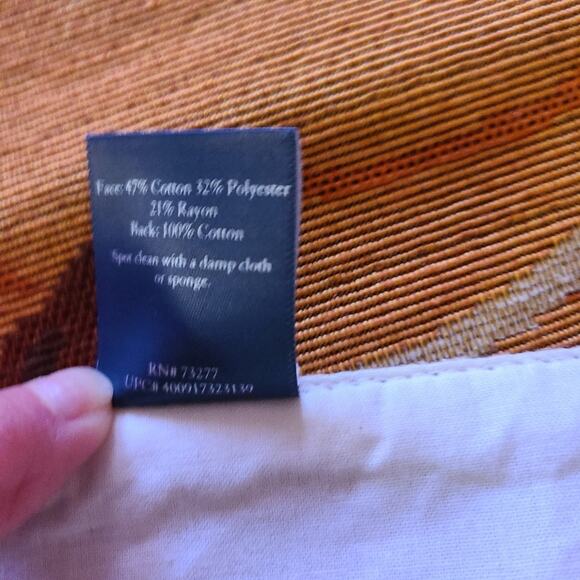 Face: 47% Cotton 32% Polyester
21% Rayon
Back: 100% Cotton
Spot clean with a damp cloth
or sponge.
RN# 73277
UPC# 400917323139